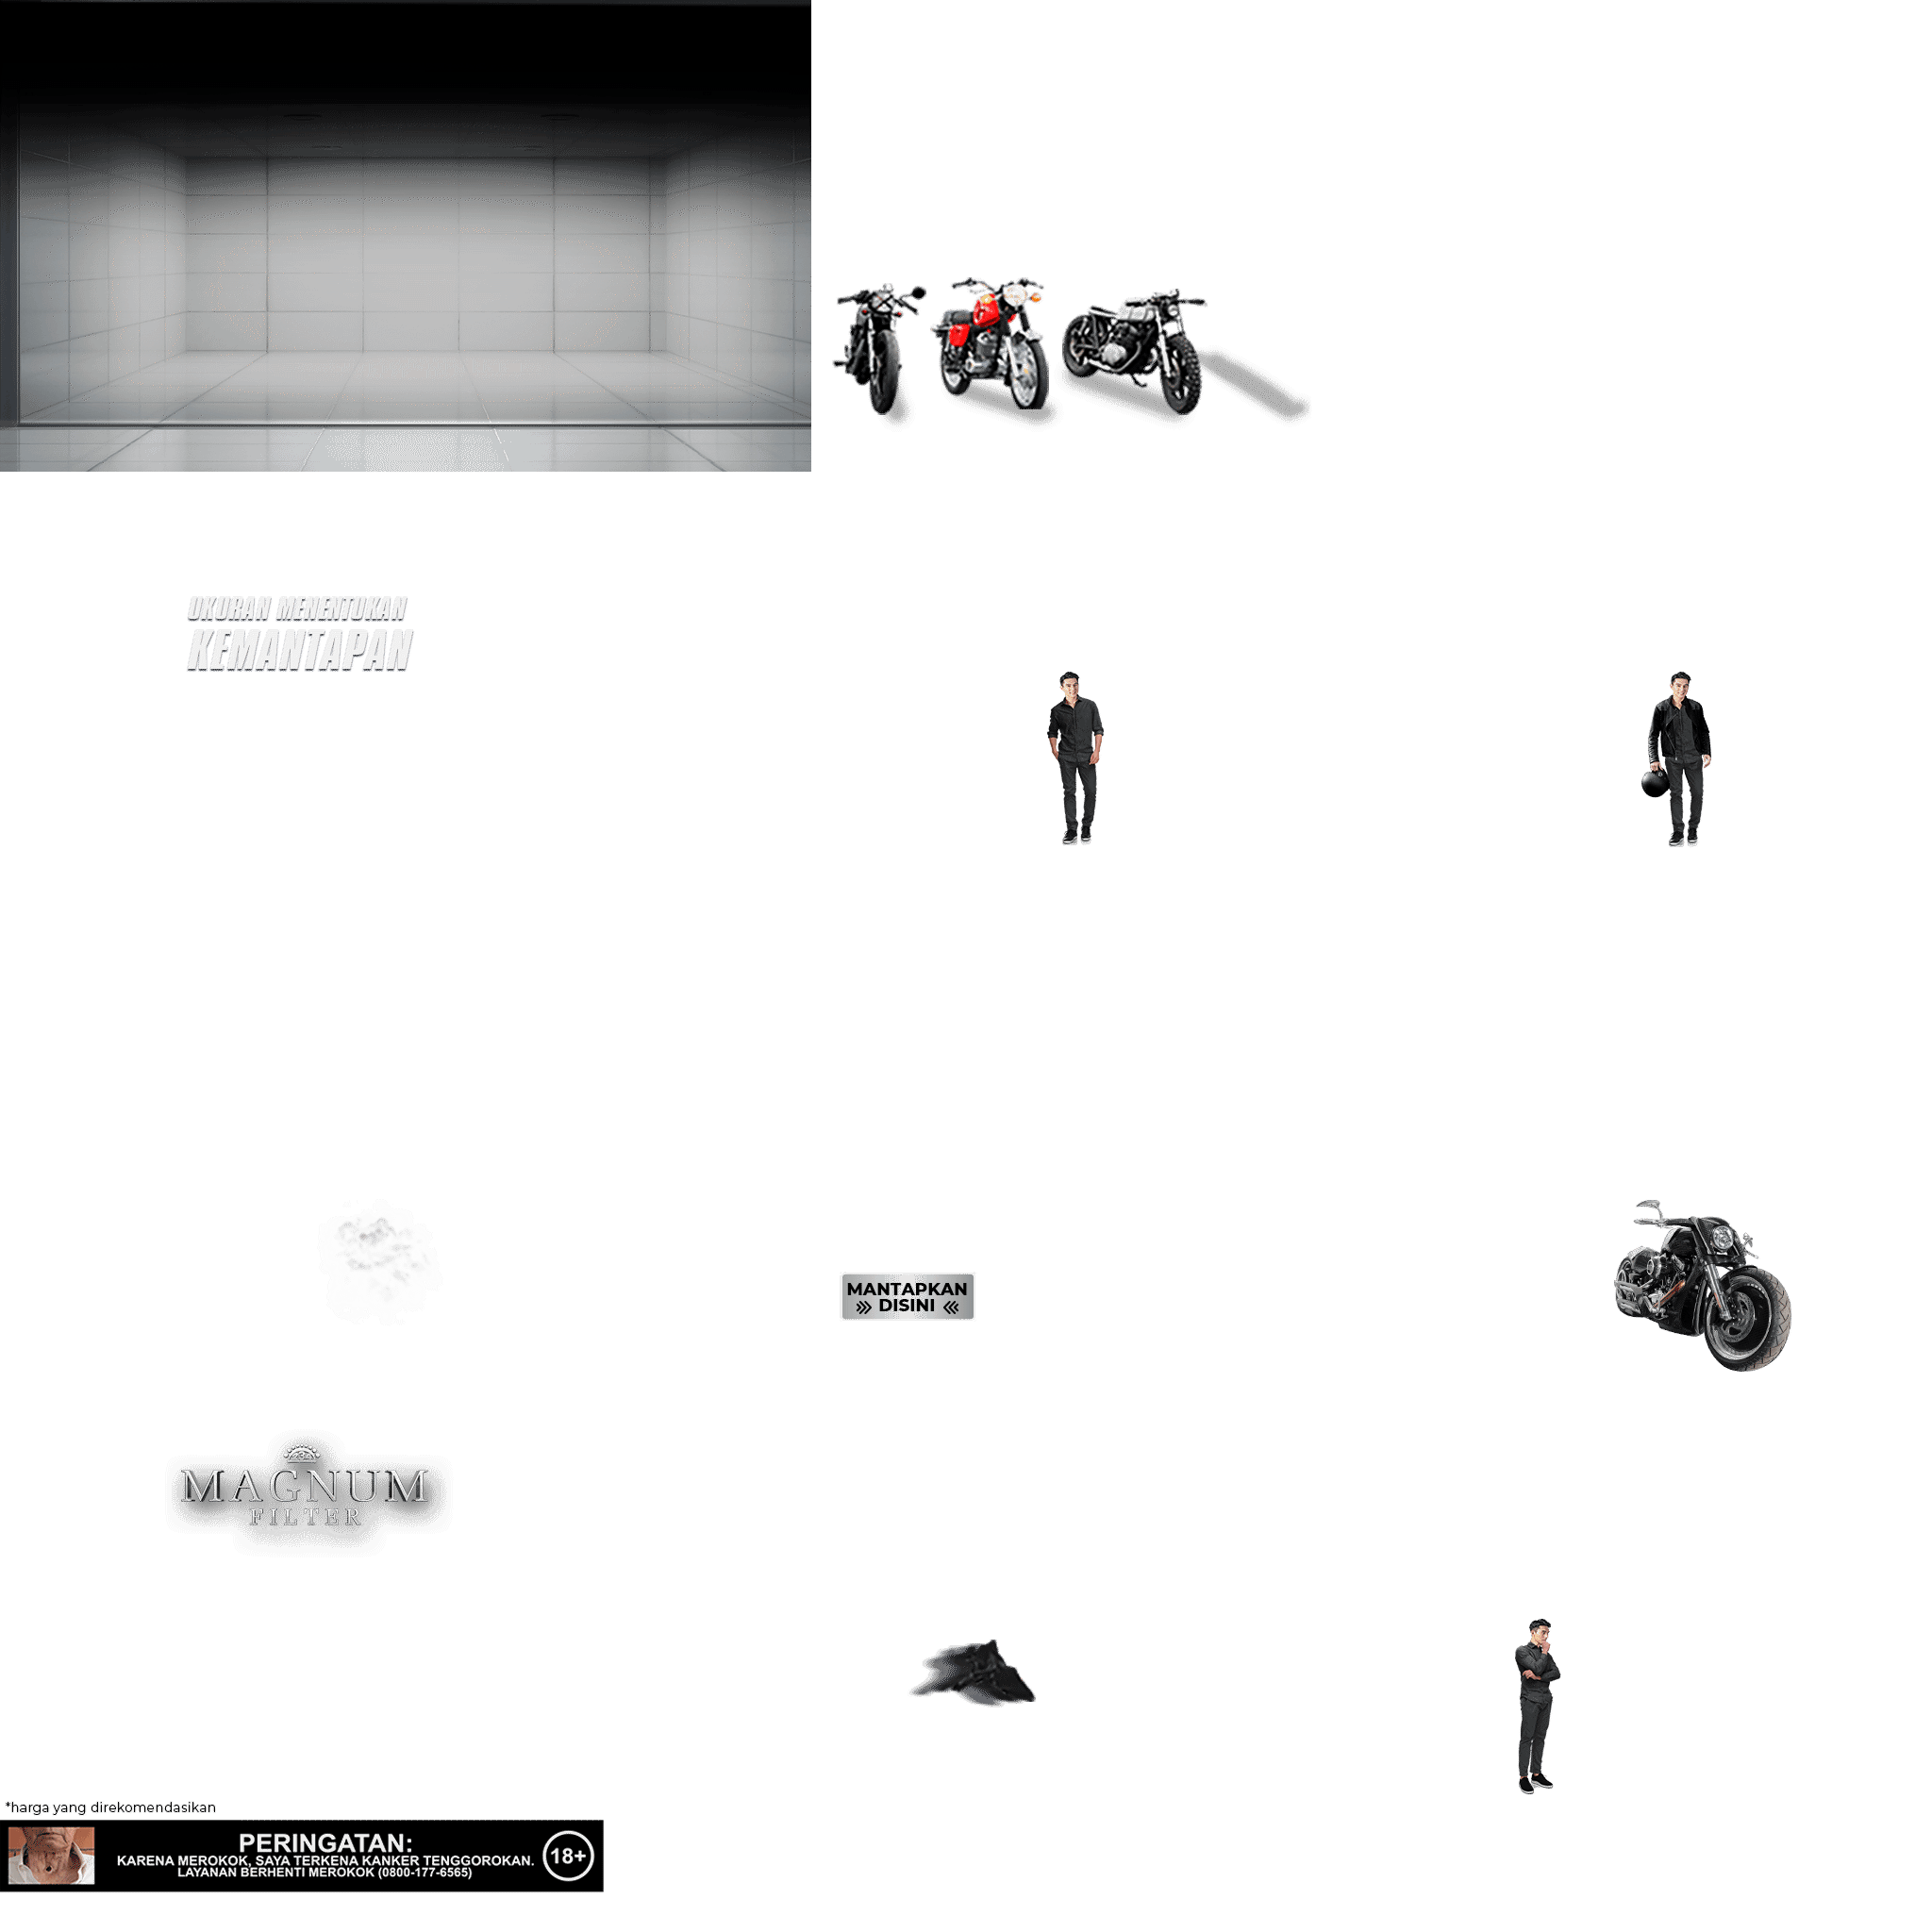 UKURAN MENENTUKAN
KEMANTAPAN
MANTAPKAN
DISINI
MAGNUM
FILTER
*harga yang direkomendasikan
PERINGATAN:
KARENA MEROKOK, SAYA TERKENA KANKER TENGGOROKAN.
LAYANAN BERHENTI MEROKOK (0800-177-6565)
18+